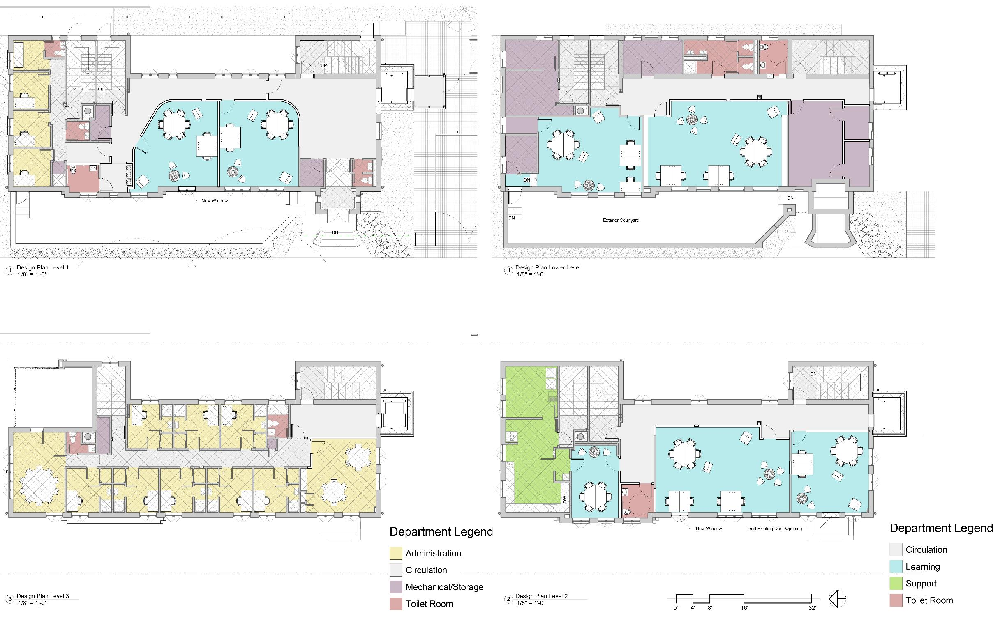 UP
UP
UP
New Window
DN
1
Design Plan Level 1
1/8" = 1'-0"
DN
DN
DN
Exterior Courtyard
LL
Design Plan Lower Level
1/8" = 1'-0"
3
Design Plan Level 3
1/8" = 1'-0"
Department Legend
Administration
Circulation
Mechanical/Storage
Toilet Room
DN
REF
DW
New Window
Infill Existing Door Opening
2
Design Plan Level 2
1/8" = 1'-0"
0'
4'
8'
16'
32'
Department Legend
Circulation
Learning
Support
Toilet Room